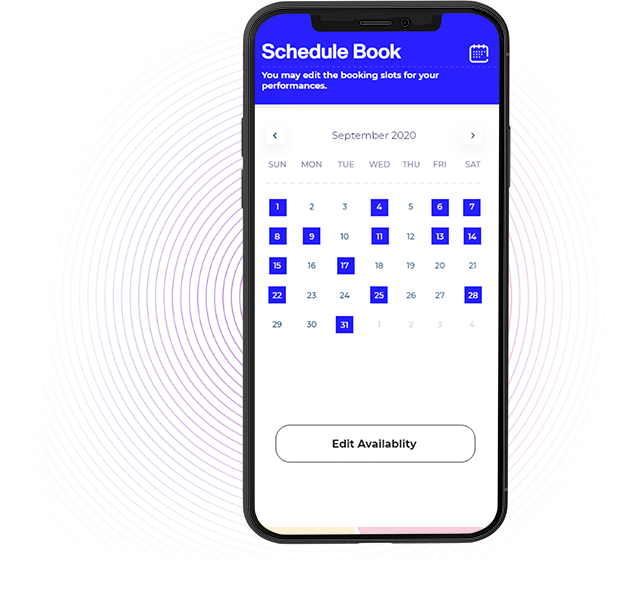 Schedule Book
You may edit the booking slots for your
performances.
September 2020
SUN MON TUE WED THU FRI SAT
1 2 3 4 5 6 7
8 9 10 11 12 13 14
15 16 17 18 19 20 21
22 23 24 25 26 27 28
29 30 31 1 2 3 4
Edit Availablity